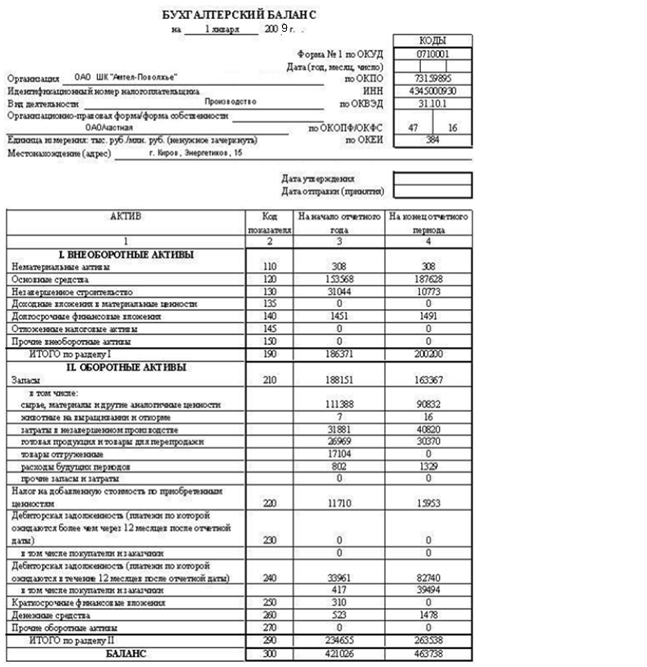 БУХГАЛТЕРСКИЙ БАЛАНС
на 1 января 2009 г.
КОДЫ
Форма № 1 по ОКУД 0710001
Дата (год, месяц, число)
Организация ОАО ШК "Ангел-Поволжье" по ОКПО 73159895
Идентификационный номер налогоплательщика ИНН 4345000930
Вид деятельности Производство по ОКВЭД 31.10.1
Организационно-правовая форма/форма собственности
ОАО/частная по ОКОПФ/ОКФС 47 16
Единица измерения: тыс. руб./млн. руб. (ненужное зачеркнуть) по ОКЕИ 384
Местонахождение (адрес) г. Киров, Энергетиков, 15
Дата утверждения
Дата отправки (принятия)
АКТИВ Код показателя На начало отчетного года На конец отчетного периода
1 2 3 4
I. ВНЕОБОРОТНЫЕ АКТИВЫ
Нематериальные активы 110 308 308
Основные средства 120 153568 187628
Незавершенное строительство 130 31044 10773
Доходные вложения в материальные ценности 135 0 0
Долгосрочные финансовые вложения 140 1451 1491
Отложенные налоговые активы 145 0 0
Прочие внеоборотные активы 150 0 0
ИТОГО по разделу I 190 186371 200200
II. ОБОРОТНЫЕ АКТИВЫ
Запасы 210 188151 163367
в том числе:
сырье, материалы и другие аналогичные ценности 111388 90832
животные на выращивании и откорме 7 16
затраты в незавершенном производстве 31881 40820
готовая продукция и товары для перепродажи 26969 30370
товары отгруженные 17104 0
расходы будущих периодов 802 1329
прочие запасы и затраты 0 0
Налог на добавленную стоимость по приобретенным
ценностям 220 11710 15953
Дебиторская задолженность (платежи по которой
ожидаются более чем через 12 месяцев после отчетной
даты) 230 0 0
в том числе покупатели и заказчики 0 0
Дебиторская задолженность (платежи по которой
ожидаются в течение 12 месяцев после отчетной даты) 240 33961 82740
в том числе покупатели и заказчики 417 39494
Краткосрочные финансовые вложения 250 310 0
Денежные средства 260 523 1478
Прочие оборотные активы 270 0 0
ИТОГО по разделу II 290 234655 263538
БАЛАНС 300 421026 463738